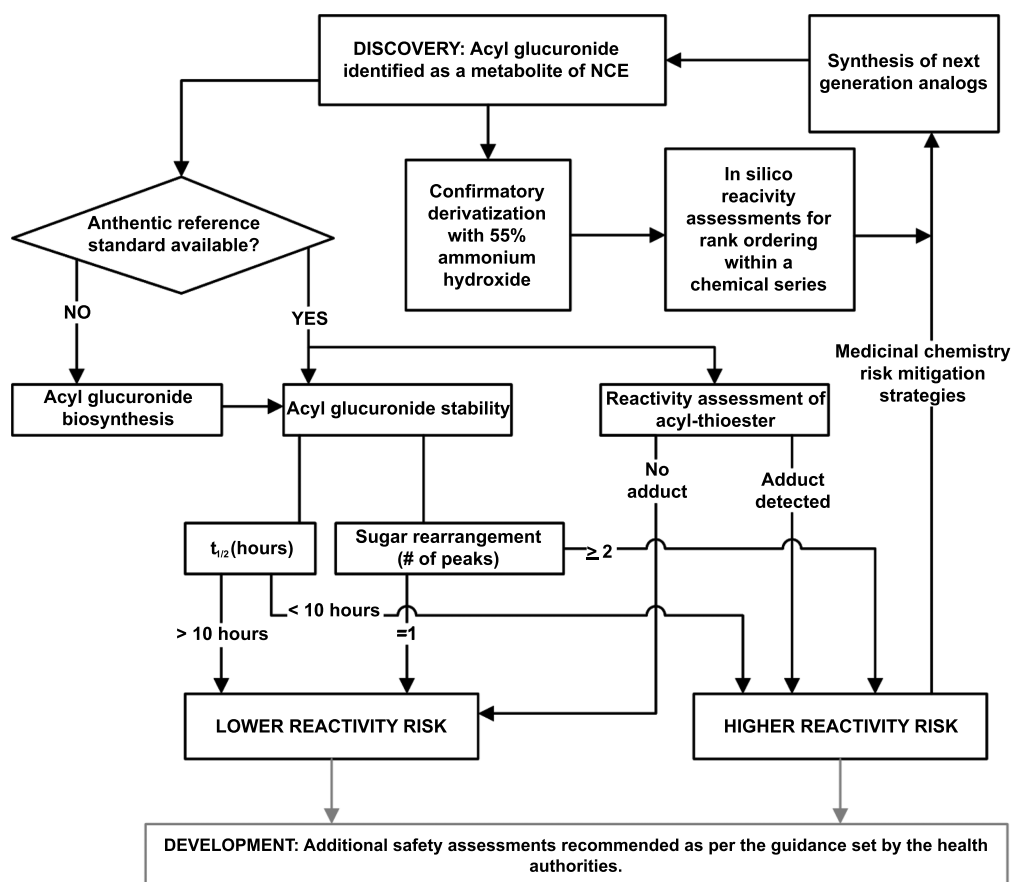 DISCOVERY: Acyl glucuronide
identified as a metabolite of NCE
Synthesis of next
generation analogs
Anthentic reference
standard available?
Confirmatory
derivatization
with 55%
ammonium
hydroxide
In silico
reacivity
assessments for
rank ordering
within a
chemical series
NO
YES
Medicinal chemistry
risk mitigation
strategies
Acyl glucuronide
biosynthesis
Acyl glucuronide stability
Reactivity assessment of
acyl-thioester
No
adduct
Adduct
detected
t1/2 (hours)
Sugar rearrangement
(# of peaks)
≥ 2
< 10 hours
> 10 hours
=1
LOWER REACTIVITY RISK
HIGHER REACTIVITY RISK
DEVELOPMENT: Additional safety assessments recommended as per the guidance set by the health
authorities.